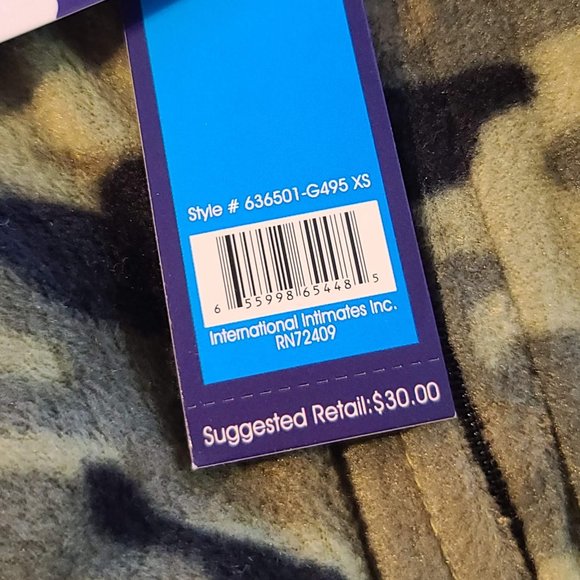 Style # 636501-G495 XS
6 55998 65448 5
International Intimates Inc.
RN72409
Suggested Retail:$30.00